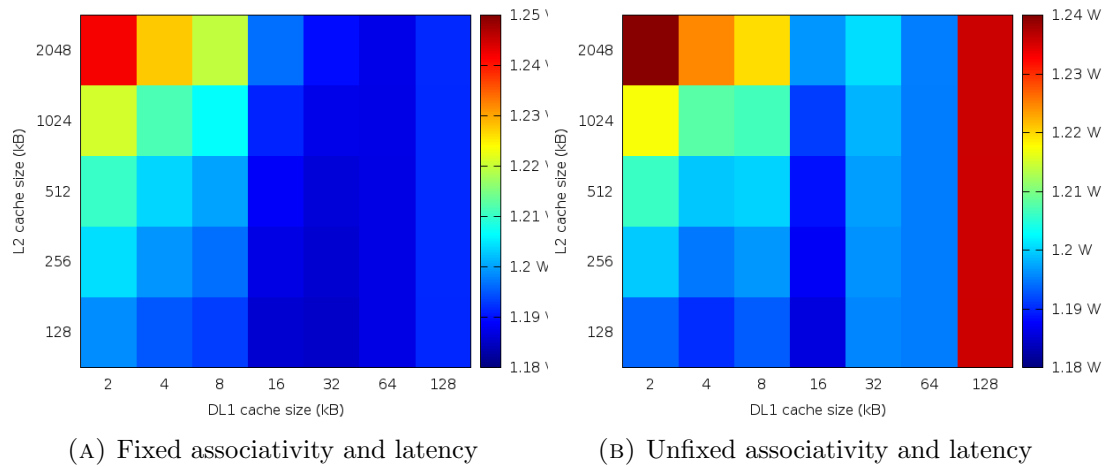 2048
1024
512
256
128
L2 cache size (kB)
2 4 8 16 32 64 128
DL1 cache size (kB)
1.25
1.24
1.23
1.22
1.21
1.2 W
1.19
1.18
(A) Fixed associativity and latency
2048
1024
512
256
128
L2 cache size (kB)
2 4 8 16 32 64 128
DL1 cache size (kB)
1.24 W
1.23 W
1.22 W
1.21 W
1.2 W
1.19 W
1.18 W
(B) Unfixed associativity and latency